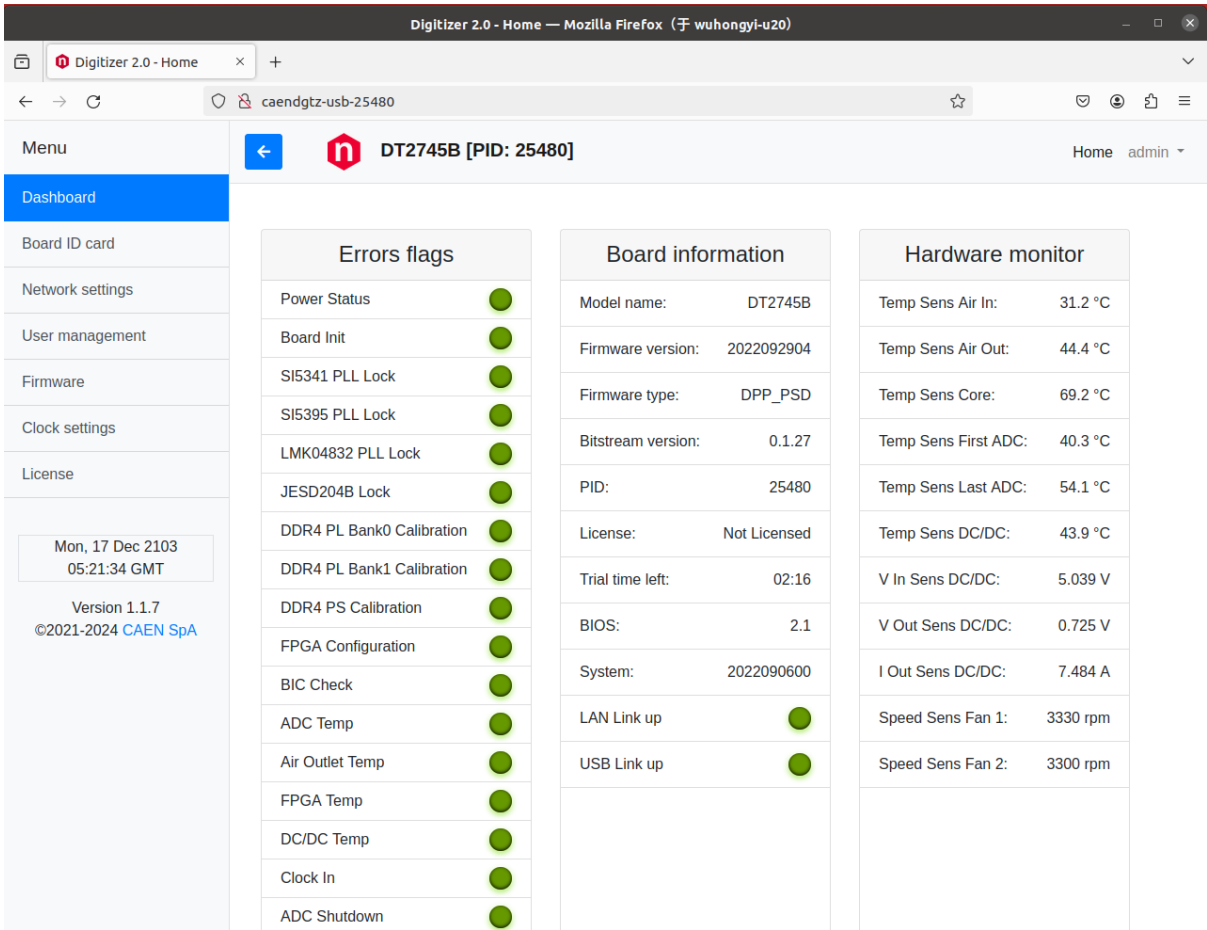 Digitizer 2.0 - Home — Mozilla Firefox（于 wuhongyi-u20）
Digitizer 2.0 - Home
caendgtz-usb-25480
Menu
DT2745B [PID: 25480]
Home admin
Dashboard
Board ID card
Network settings
User management
Firmware
Clock settings
License
Mon, 17 Dec 2103
05:21:34 GMT
Version 1.1.7
©2021-2024 CAEN SpA
Errors flags
Power Status
Board Init
SI5341 PLL Lock
SI5395 PLL Lock
LMK04832 PLL Lock
JESD204B Lock
DDR4 PL Bank0 Calibration
DDR4 PL Bank1 Calibration
DDR4 PS Calibration
FPGA Configuration
BIC Check
ADC Temp
Air Outlet Temp
FPGA Temp
DC/DC Temp
Clock In
ADC Shutdown
Board information
Model name: DT2745B
Firmware version: 2022092904
Firmware type: DPP_PSD
Bitstream version: 0.1.27
PID: 25480
License: Not Licensed
Trial time left: 02:16
BIOS: 2.1
System: 2022090600
LAN Link up
USB Link up
Hardware monitor
Temp Sens Air In: 31.2 °C
Temp Sens Air Out: 44.4 °C
Temp Sens Core: 69.2 °C
Temp Sens First ADC: 40.3 °C
Temp Sens Last ADC: 54.1 °C
Temp Sens DC/DC: 43.9 °C
V In Sens DC/DC: 5.039 V
V Out Sens DC/DC: 0.725 V
I Out Sens DC/DC: 7.484 A
Speed Sens Fan 1: 3330 rpm
Speed Sens Fan 2: 3300 rpm